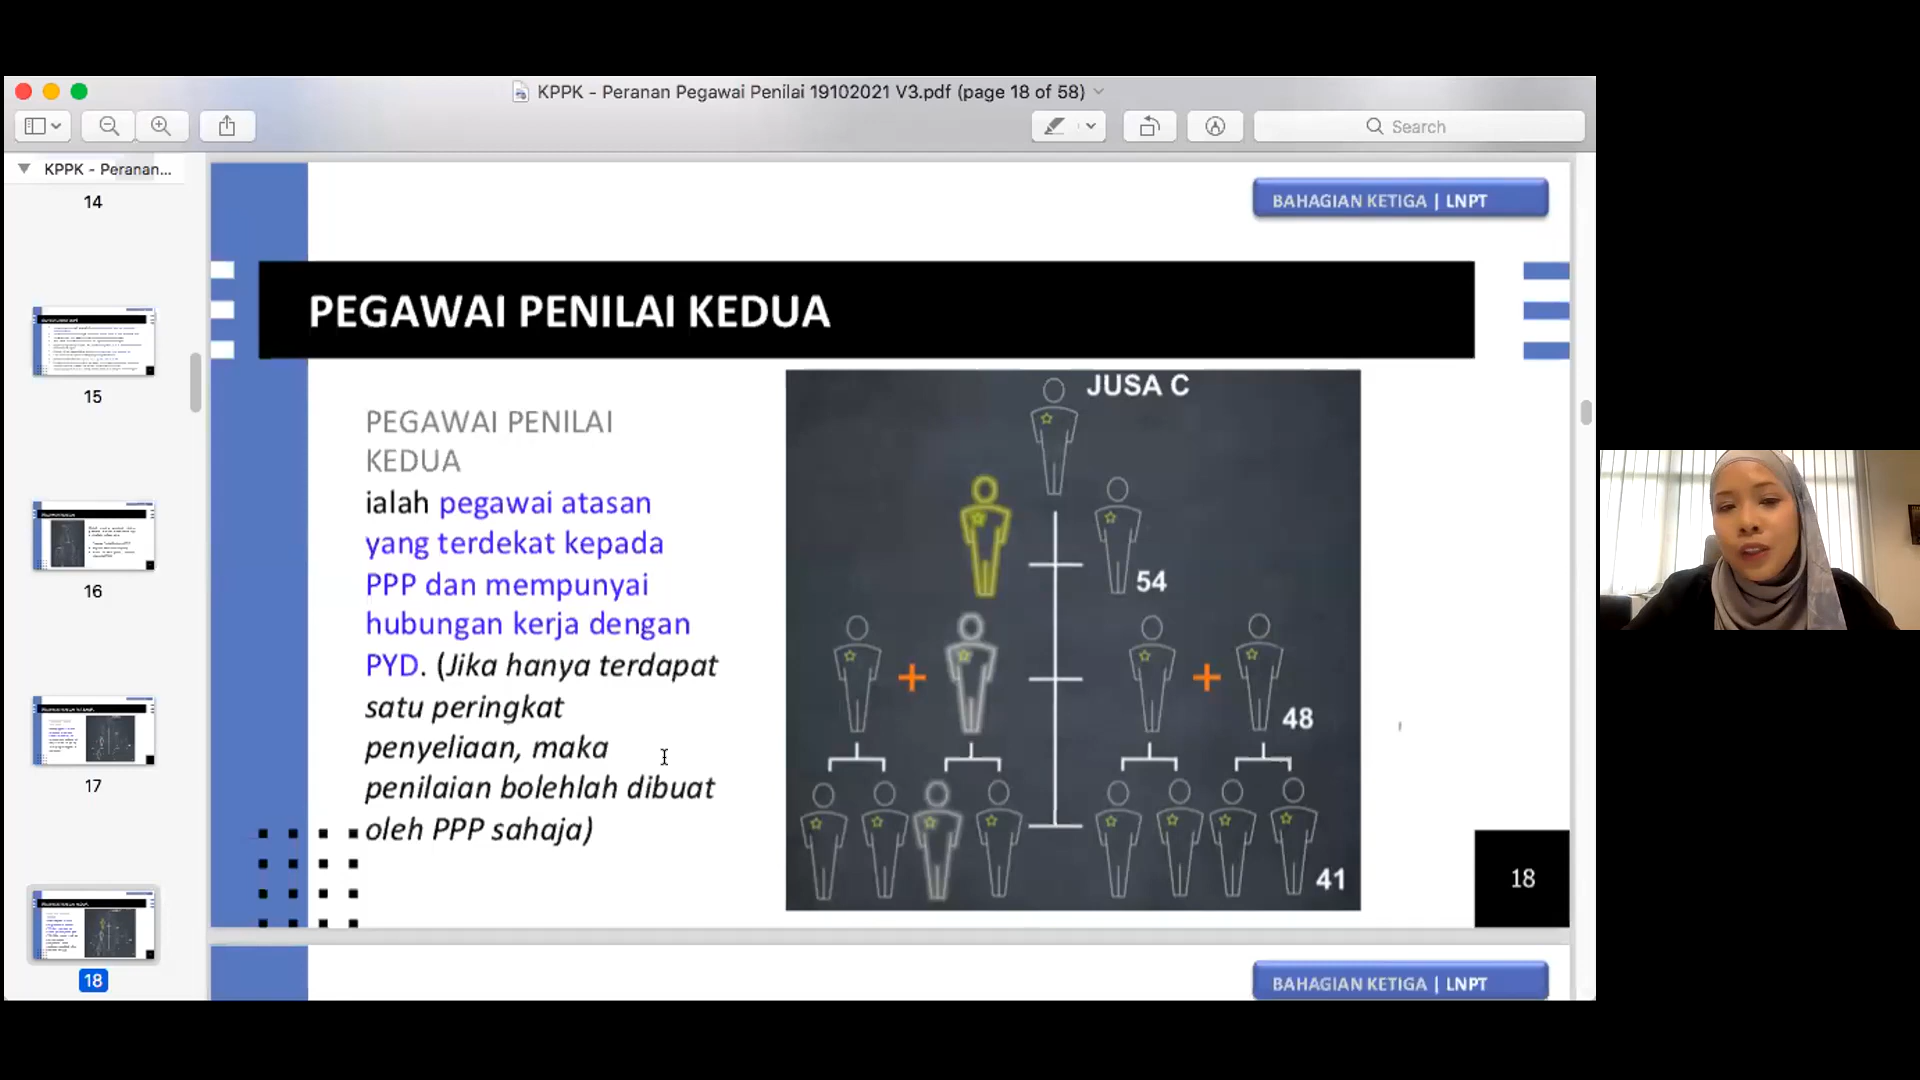 KPPK - Peranan Pegawai Penilai 19102021 V3.pdf (page 18 of 58)
Search
KPPK - Peranan...
14
15
16
17
18
BAHAGIAN KETIGA | LNPT
PEGAWAI PENILAI KEDUA
PEGAWAI PENILAI
KEDUA
ialah pegawai atasan
yang terdekat kepada
PPP dan mempunyai
hubungan kerja dengan
PYD. (Jika hanya terdapat
satu peringkat
penyeliaan, maka
penilaian bolehlah dibuat
oleh PPP sahaja)
JUSA C
54
48
41
18
BAHAGIAN KETIGA | LNPT